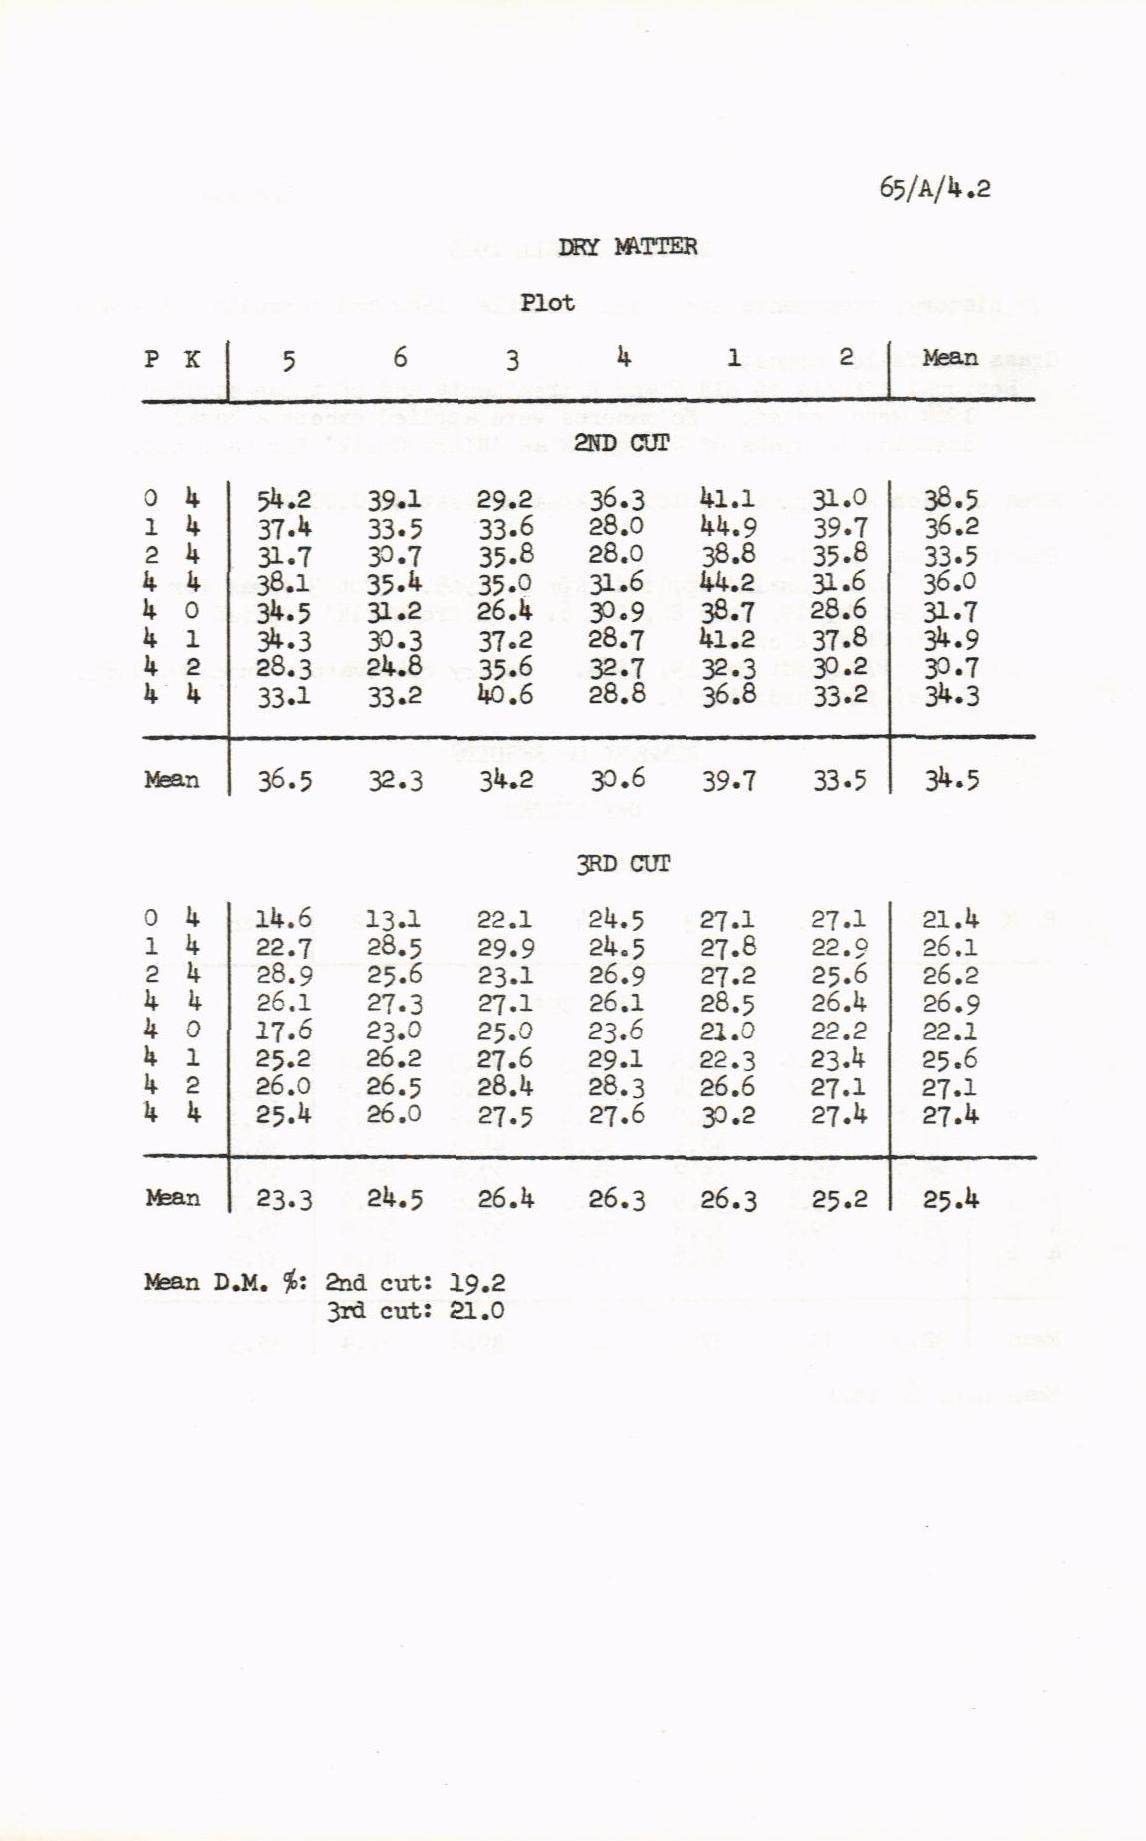 65/A/4.2
DRY MATTER
Plot
P K 5 6 3 4 1 2 Mean
2ND CUT
0 4 54.2 39.1 29.2 36.3 41.1 31.0 38.5
1 4 37.4 33.5 33.6 28.0 44.9 39.7 36.2
2 4 31.7 30.7 35.8 28.0 38.8 35.8 33.5
4 4 38.1 35.4 35.0 31.6 44.2 31.6 36.0
4 0 34.5 31.2 26.4 30.9 38.7 28.6 31.7
4 1 34.3 30.3 37.2 28.7 41.2 37.8 34.9
4 2 28.3 24.8 35.6 32.7 32.3 30.2 30.7
4 4 33.1 33.2 40.6 28.8 36.8 33.2 34.3
Mean 36.5 32.3 34.2 30.6 39.7 33.5 34.5
3RD CUT
0 4 14.6 13.1 22.1 24.5 27.1 27.1 21.4
1 4 22.7 28.5 29.9 24.5 27.8 22.9 26.1
2 4 28.9 25.6 23.1 26.9 27.2 25.6 26.2
4 4 26.1 27.3 27.1 26.1 28.5 26.4 26.9
4 0 17.6 23.0 25.0 23.6 21.0 22.2 22.1
4 1 25.2 26.2 27.6 29.1 22.3 23.4 25.6
4 2 26.0 26.5 28.4 28.3 26.6 27.1 27.1
4 4 25.4 26.0 27.5 27.6 30.2 27.4 27.4
Mean 23.3 24.5 26.4 26.3 26.3 25.2 25.4
Mean D.M. %: 2nd cut: 19.2
3rd cut: 21.0